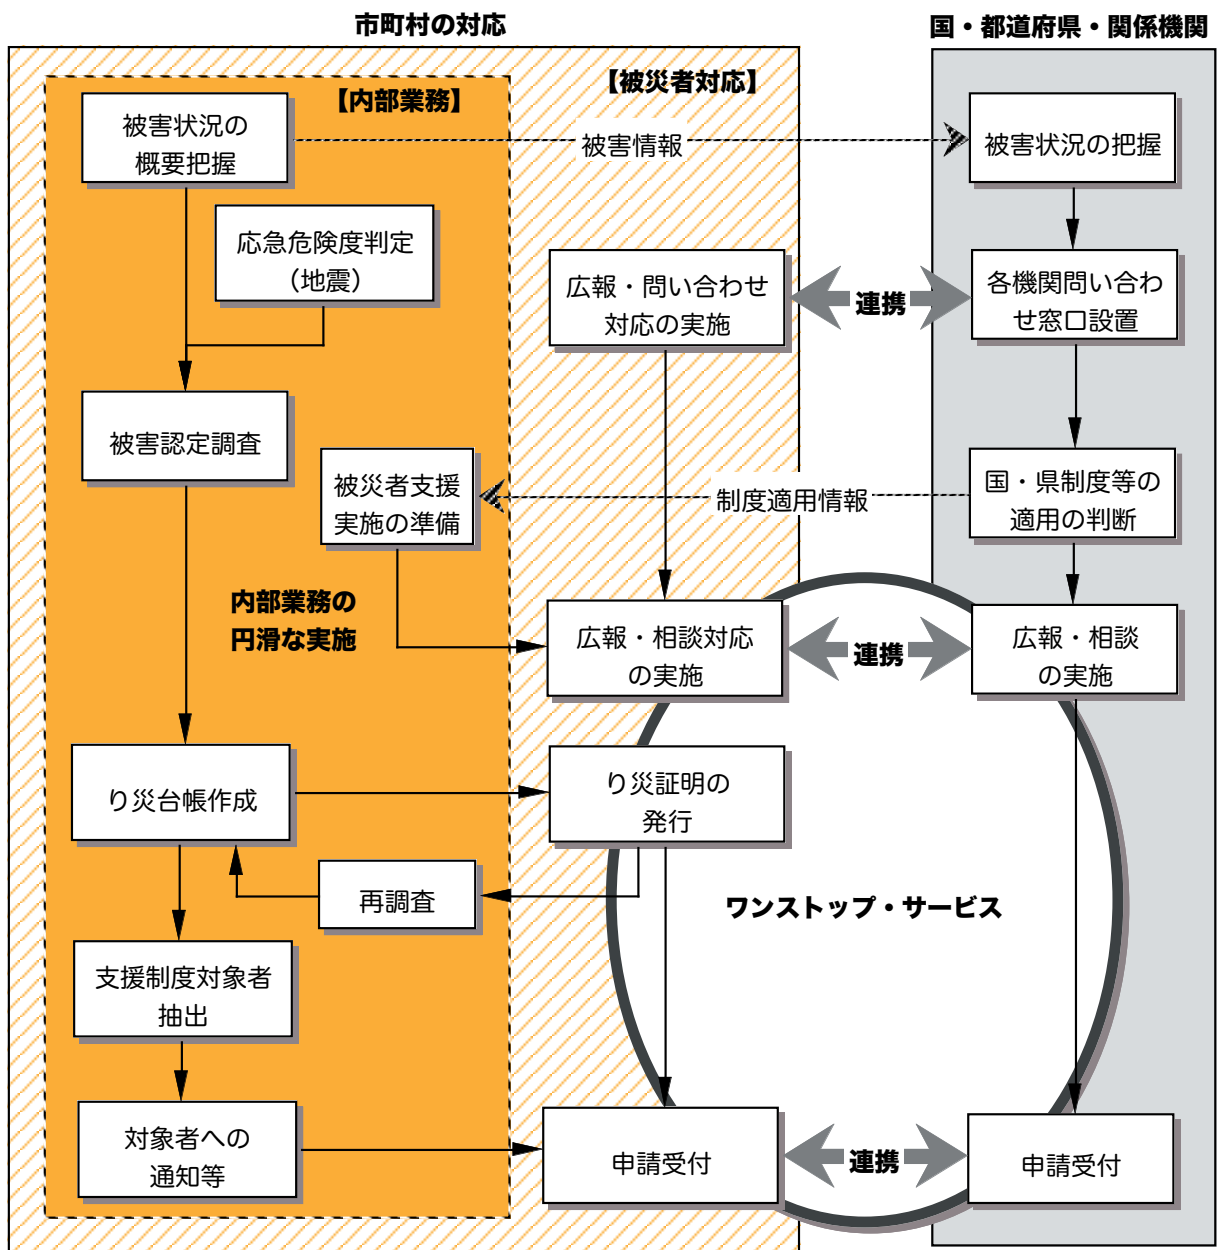 市町村の対応
国・都道府県・関係機関
【内部業務】
【被災者対応】
被害状況の
概要把握
被害情報
被害状況の把握
応急危険度判定
（地震）
広報・問い合わせ
対応の実施
連携
各機関問い合わ
せ窓口設置
被害認定調査
被災者支援
実施の準備
制度適用情報
国・県制度等の
適用の判断
内部業務の
円滑な実施
広報・相談対応
の実施
連携
広報・相談
の実施
り災台帳作成
り災証明の
発行
再調査
ワンストップ・サービス
支援制度対象者
抽出
対象者への
通知等
申請受付
連携
申請受付